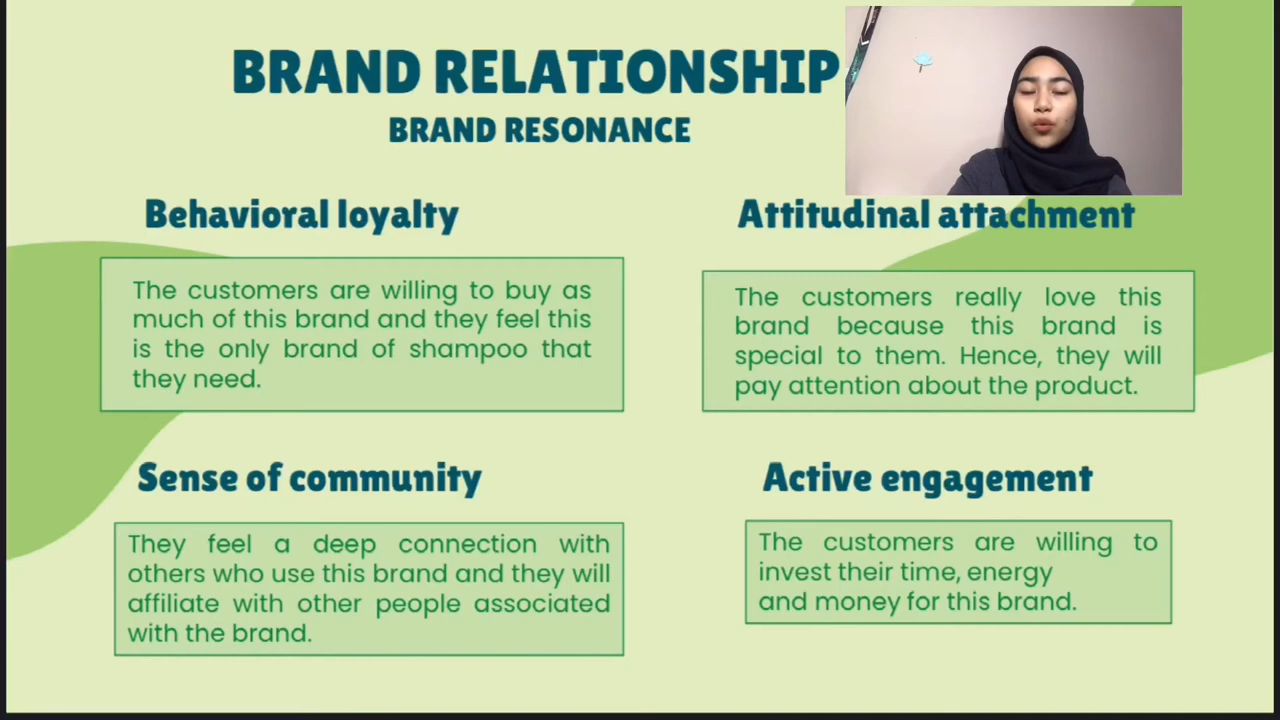 BRAND RELATIONSHIP
BRAND RESONANCE
Behavioral loyalty
The customers are willing to buy as
much of this brand and they feel this
is the only brand of shampoo that
they need.
Attitudinal attachment
The customers really love this
brand because this brand is
special to them. Hence, they will
pay attention about the product.
Sense of community
They feel a deep connection with
others who use this brand and they will
affiliate with other people associated
with the brand.
Active engagement
The customers are willing to
invest their time, energy
and money for this brand.